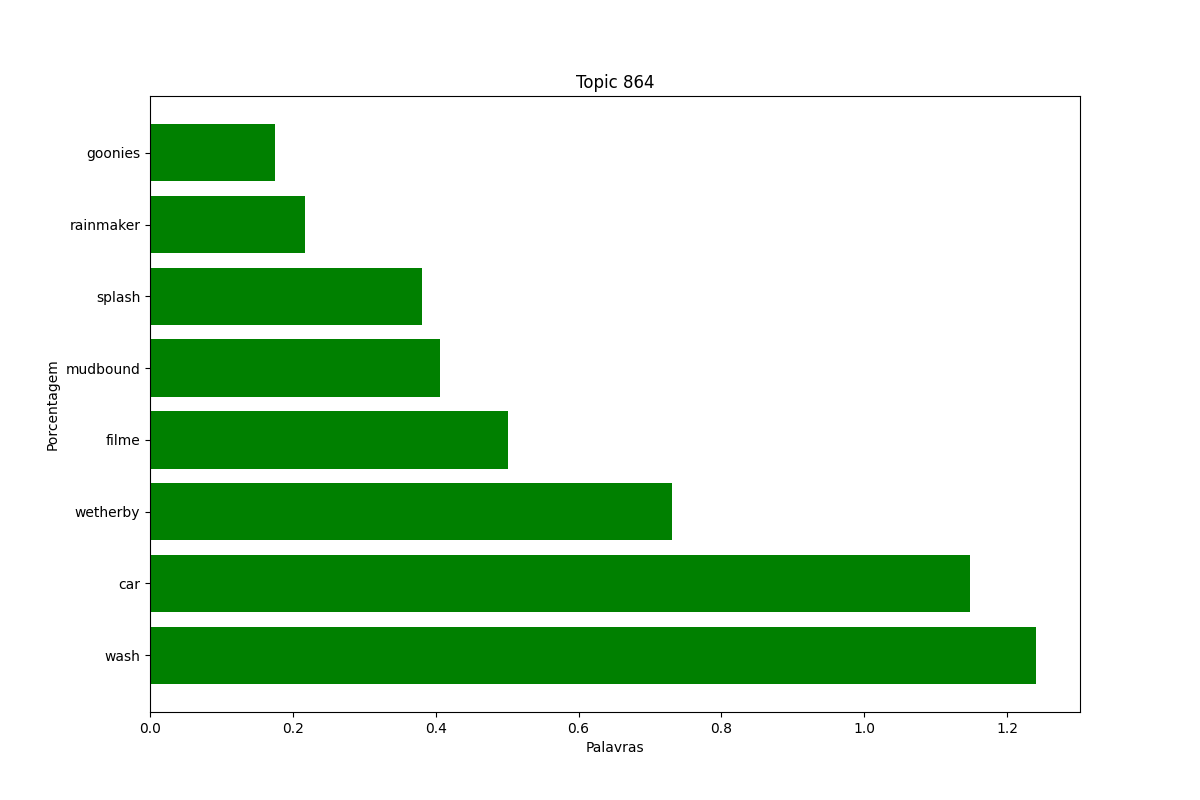 Topic 864
goonies
rainmaker
splash
mudbound
filme
wetherby
car
wash
Porcentagem
0.0 0.2 0.4 0.6 0.8 1.0 1.2
Palavras